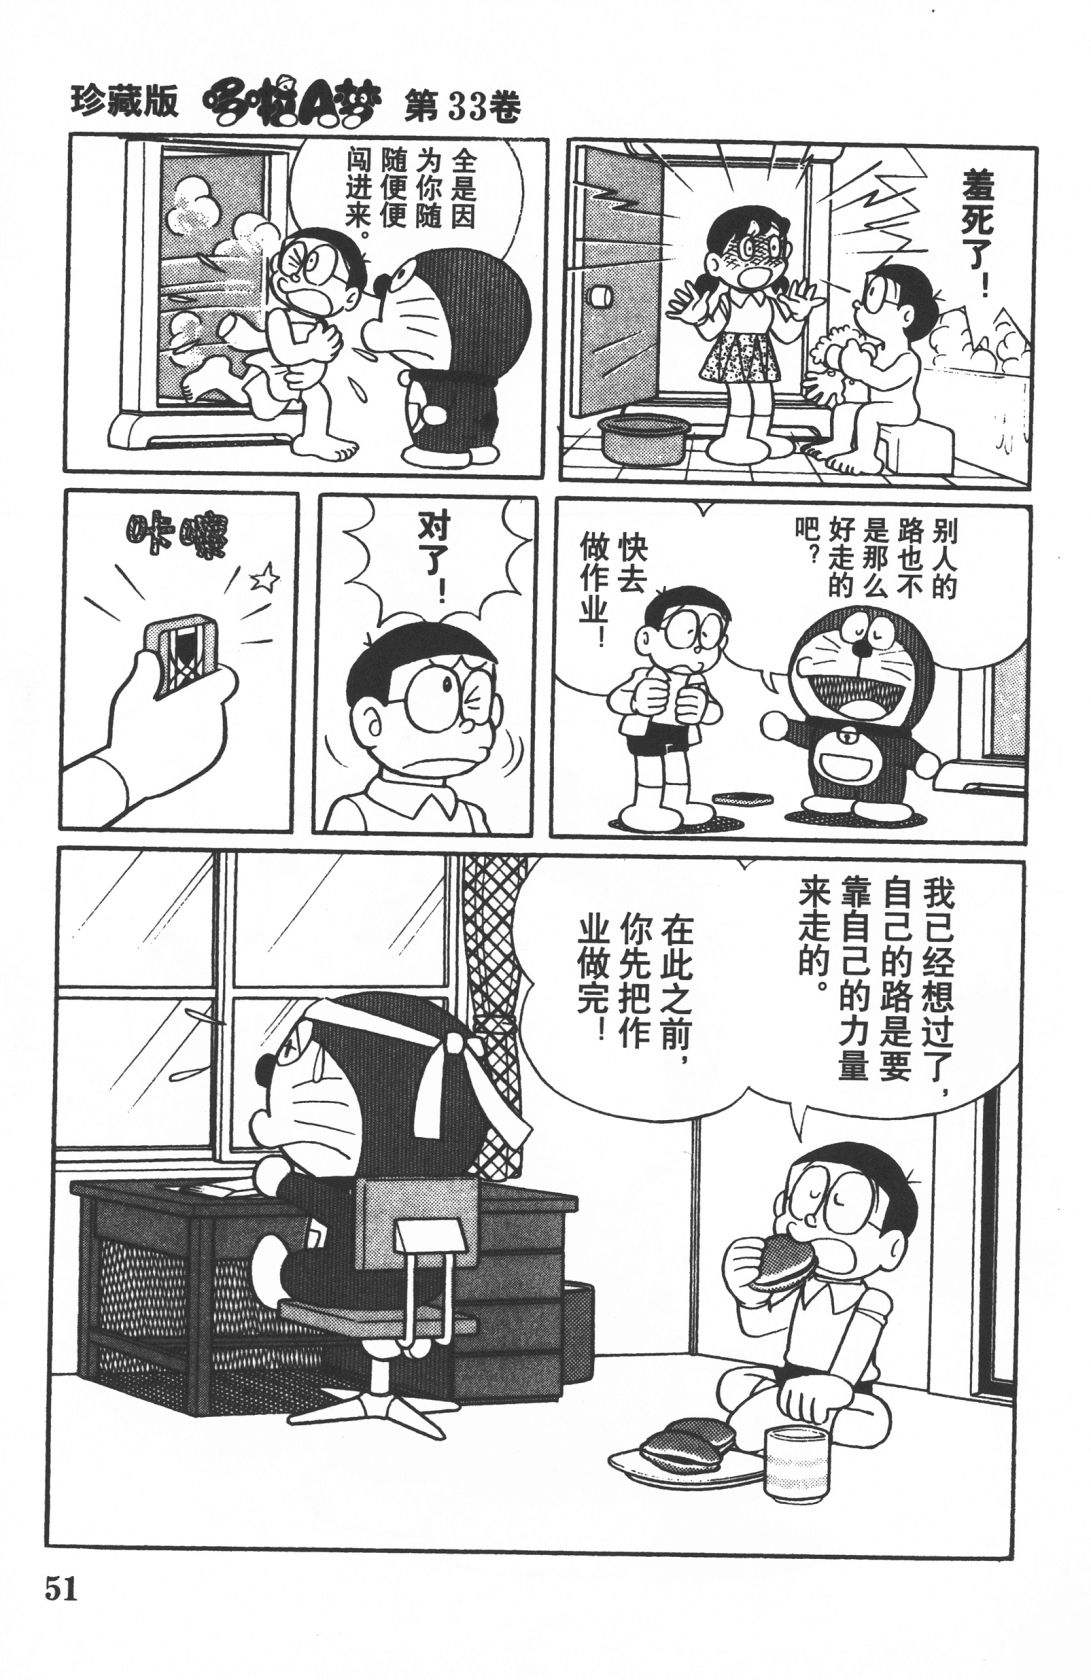 珍藏版 哆啦A梦 第33卷
羞死了！
全是因
为你随
随便便
闯进来。
别人的
路也不
是那么
好走的
吧？
快去
做作业！
对了！
咔嚓
我已经想过了，
自己的路是要
靠自己的力量
来走的。
在此之前，
你先把作
业做完！
51